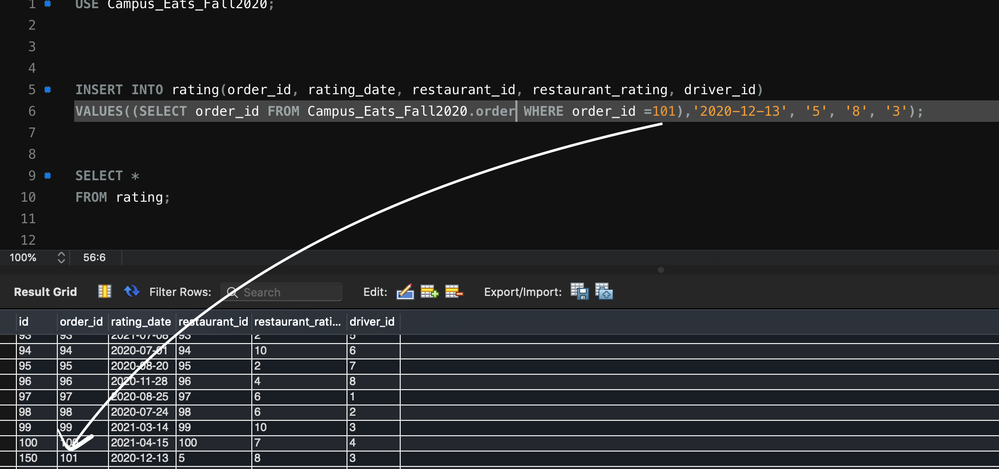 1 USE Campus_Eats_Fall2020;
2
3
4
5 INSERT INTO rating(order_id, rating_date, restaurant_id, restaurant_rating, driver_id)
6 VALUES((SELECT order_id FROM Campus_Eats_Fall2020.order WHERE order_id =101),'2020-12-13', '5', '8', '3');
7
8
9 SELECT *
10 FROM rating;
11
12
100% 56:6
Result Grid Filter Rows: Search Edit: Export/Import:
id order_id rating_date restaurant_id restaurant_rati... driver_id
93 93 2021-07-08 93 2 5
94 94 2020-07-01 94 10 6
95 95 2020-08-20 95 2 7
96 96 2020-11-28 96 4 8
97 97 2020-08-25 97 6 1
98 98 2020-07-24 98 6 2
99 99 2021-03-14 99 10 3
100 100 2021-04-15 100 7 4
150 101 2020-12-13 5 8 3